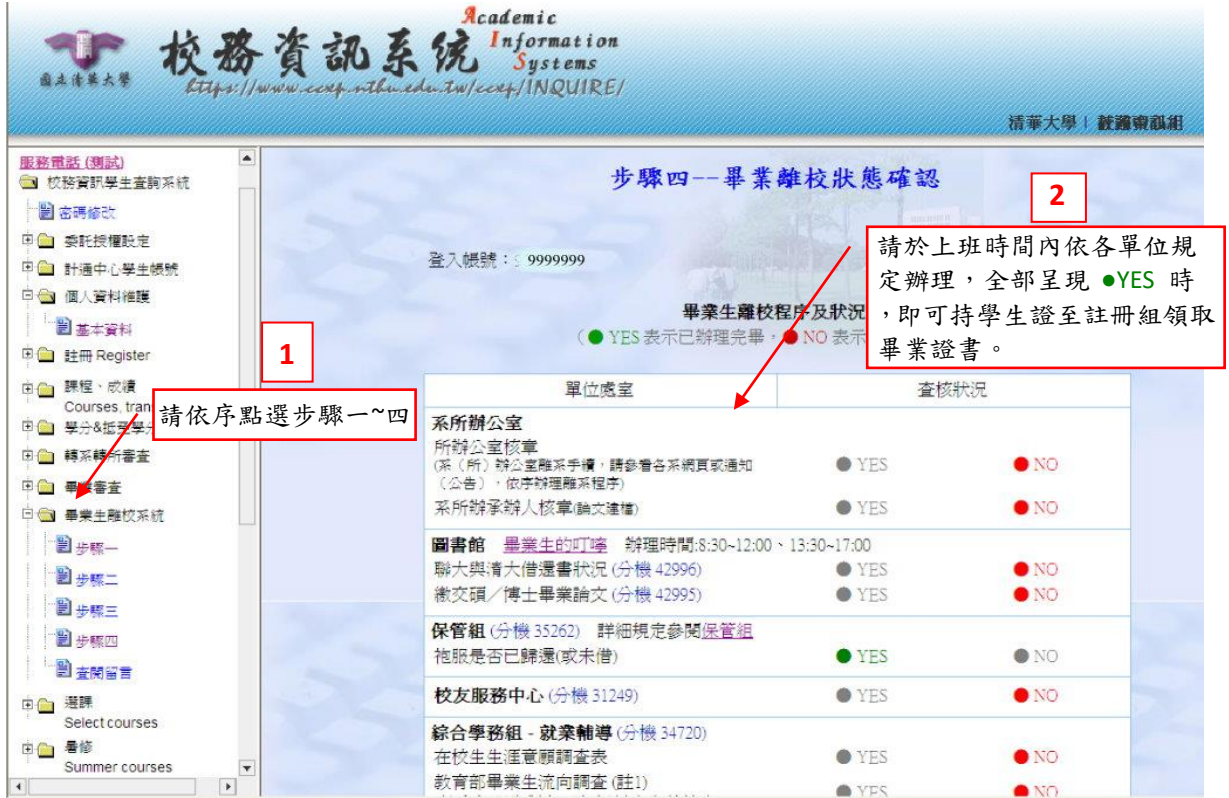 Academic
Information
Systems
國立清華大學
校務資訊系統
https://www.ccxp.nthu.edu.tw/ccxp/INQUIRE/
清華大學 |
服務電話 (測試)
校務資訊學生查詢系統
密碼修改
委託授權設定
計通中心學生帳號
個人資料維護
基本資料
註冊 Register
課程、成績
Courses, tran
學分&抵免學分
轉系轉所審查
畢業審查
畢業生離校系統
步驟一
步驟二
步驟三
步驟四
查閱留言
選課
Select courses
暑修
Summer courses
1
請依序點選步驟一~四
步驟四--畢業離校狀態確認
2
請於上班時間內依各單位規
定辦理，全部呈現 ●YES 時
，即可持學生證至註冊組領取
畢業證書。
登入帳號： 9999999
畢業生離校程序及狀況
（● YES 表示已辦理完畢，● NO 表示
單位處室 查核狀況
系所辦公室
所辦公室核章 ● YES ● NO
(系（所）辦公室離系手續，請參看各系網頁或通知
（公告），依序辦理離系程序)
系所辦承辦人核章(論文建檔) ● YES ● NO
圖書館 畢業生的叮嚀 辦理時間:8:30~12:00、13:30~17:00
聯大與清大借還書狀況 (分機 42996) ● YES ● NO
繳交碩／博士畢業論文 (分機 42995) ● YES ● NO
保管組 (分機 35262) 詳細規定參閱保管組
袍服是否已歸還(或未借) ● YES ● NO
校友服務中心 (分機 31249) ● YES ● NO
綜合學務組 - 就業輔導 (分機 34720)
在校生生涯意願調查表 ● YES ● NO
教育部畢業生流向調查 (註1) ● YES ● NO